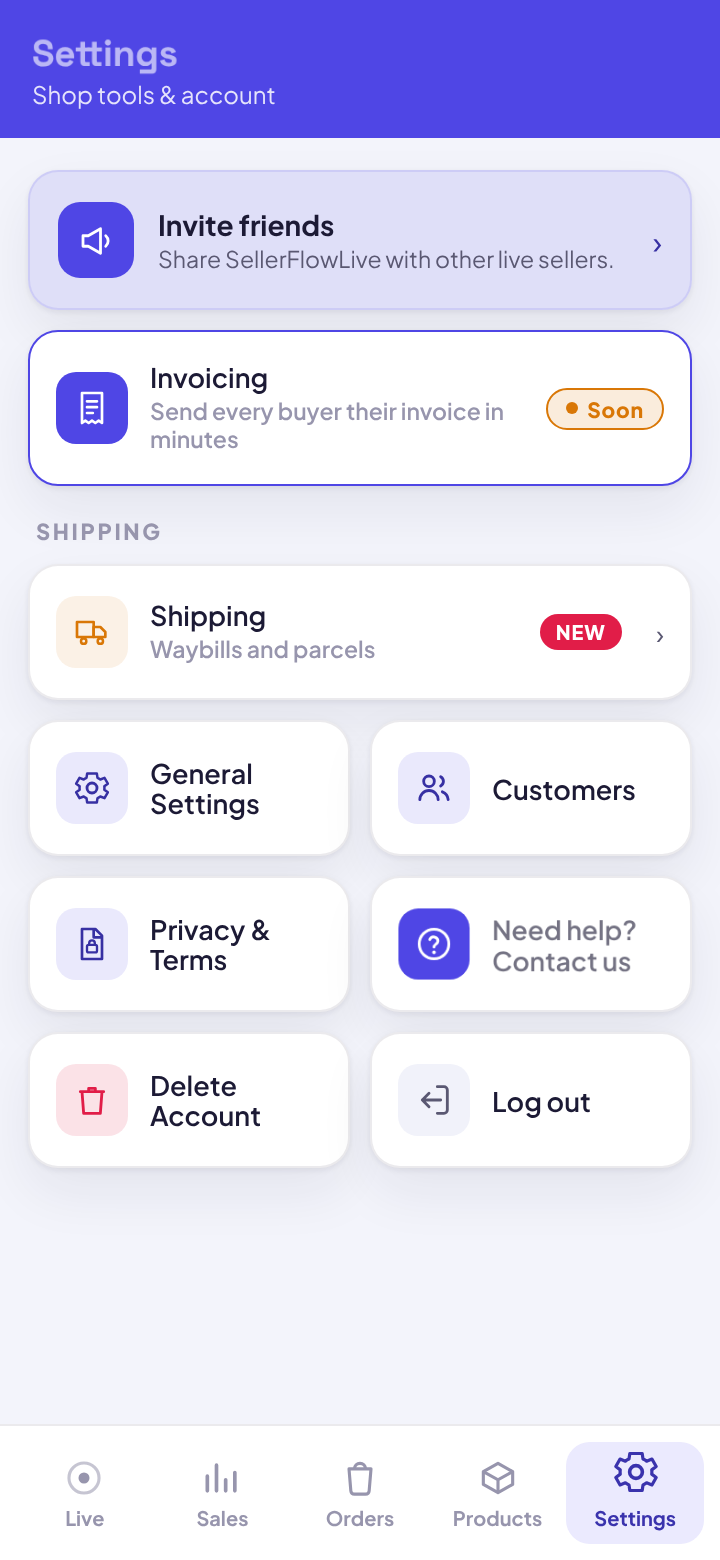 Settings
Shop tools & account
Invite friends
Share SellerFlowLive with other live sellers.
›
Invoicing
Send every buyer their invoice in
minutes
Soon
SHIPPING
Shipping
Waybills and parcels
NEW
›
General
Settings
Customers
Privacy &
Terms
Need help?
Contact us
Delete
Account
Log out
Live
Sales
Orders
Products
Settings